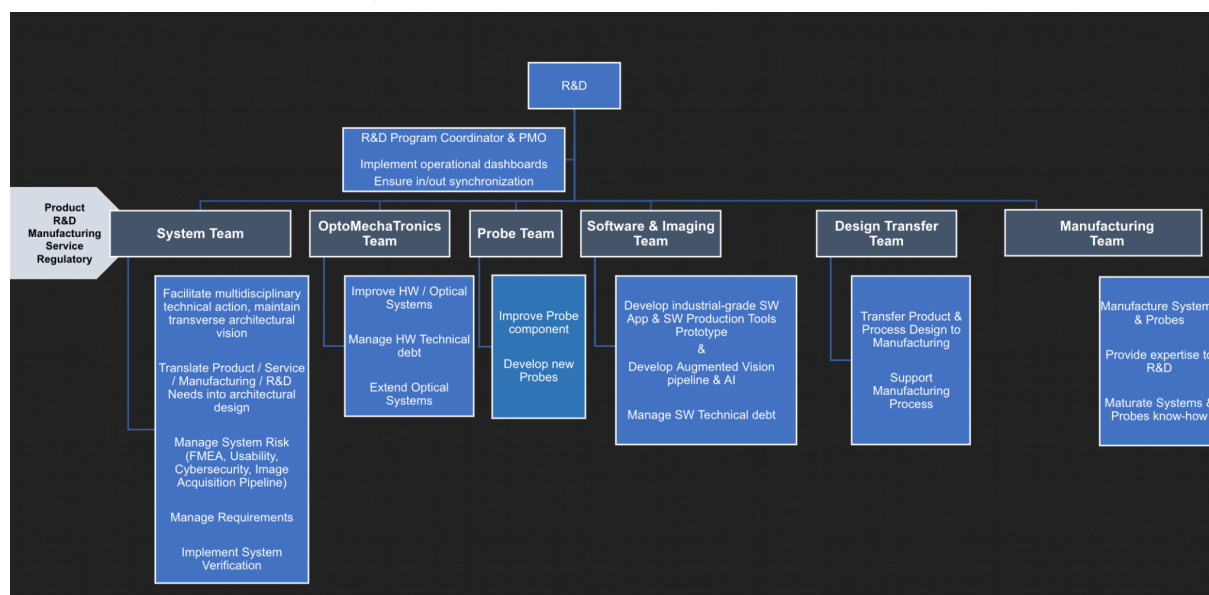 R&D
R&D Program Coordinator & PMO
Implement operational dashboards
Ensure in/out synchronization
Product
R&D
Manufacturing
Service
Regulatory
System Team
Facilitate multidisciplinary
technical action, maintain
transverse architectural
vision
Translate Product / Service
/ Manufacturing / R&D
Needs into architectural
design
Manage System Risk
(FMEA, Usability,
Cybersecurity, Image
Acquisition Pipeline)
Manage Requirements
Implement System
Verification
OptoMechaTronics
Team
Improve HW / Optical
Systems
Manage HW Technical
debt
Extend Optical
Systems
Probe Team
Improve Probe
component
Develop new
Probes
Software & Imaging
Team
Develop industrial-grade SW
App & SW Production Tools
Prototype
&
Develop Augmented Vision
pipeline & AI
Manage SW Technical debt
Design Transfer
Team
Transfer Product &
Process Design to
Manufacturing
Support
Manufacturing
Process
Manufacturing
Team
Manufacture System
& Probes
Provide expertise to
R&D
Maturate Systems &
Probes know-how